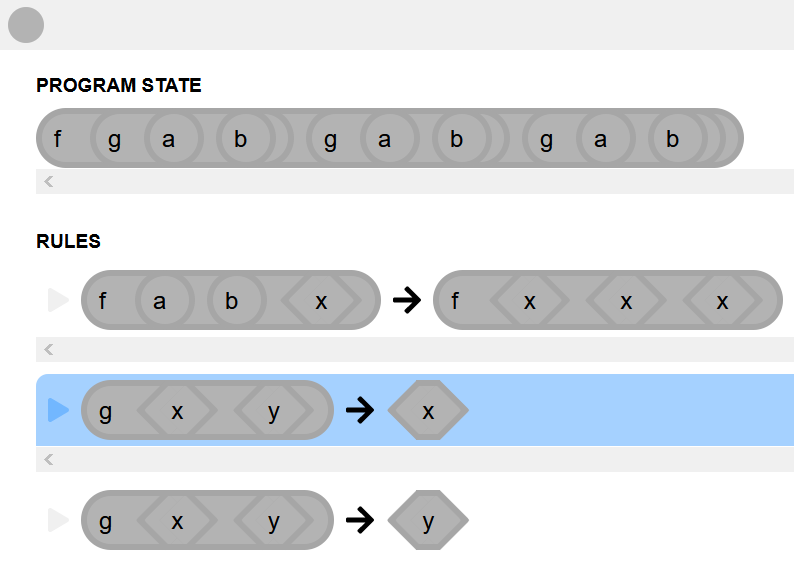 PROGRAM STATE
f g a b g a b g a b
<
RULES
f a b x → f x x x
<
g x y → x
<
g x y → y